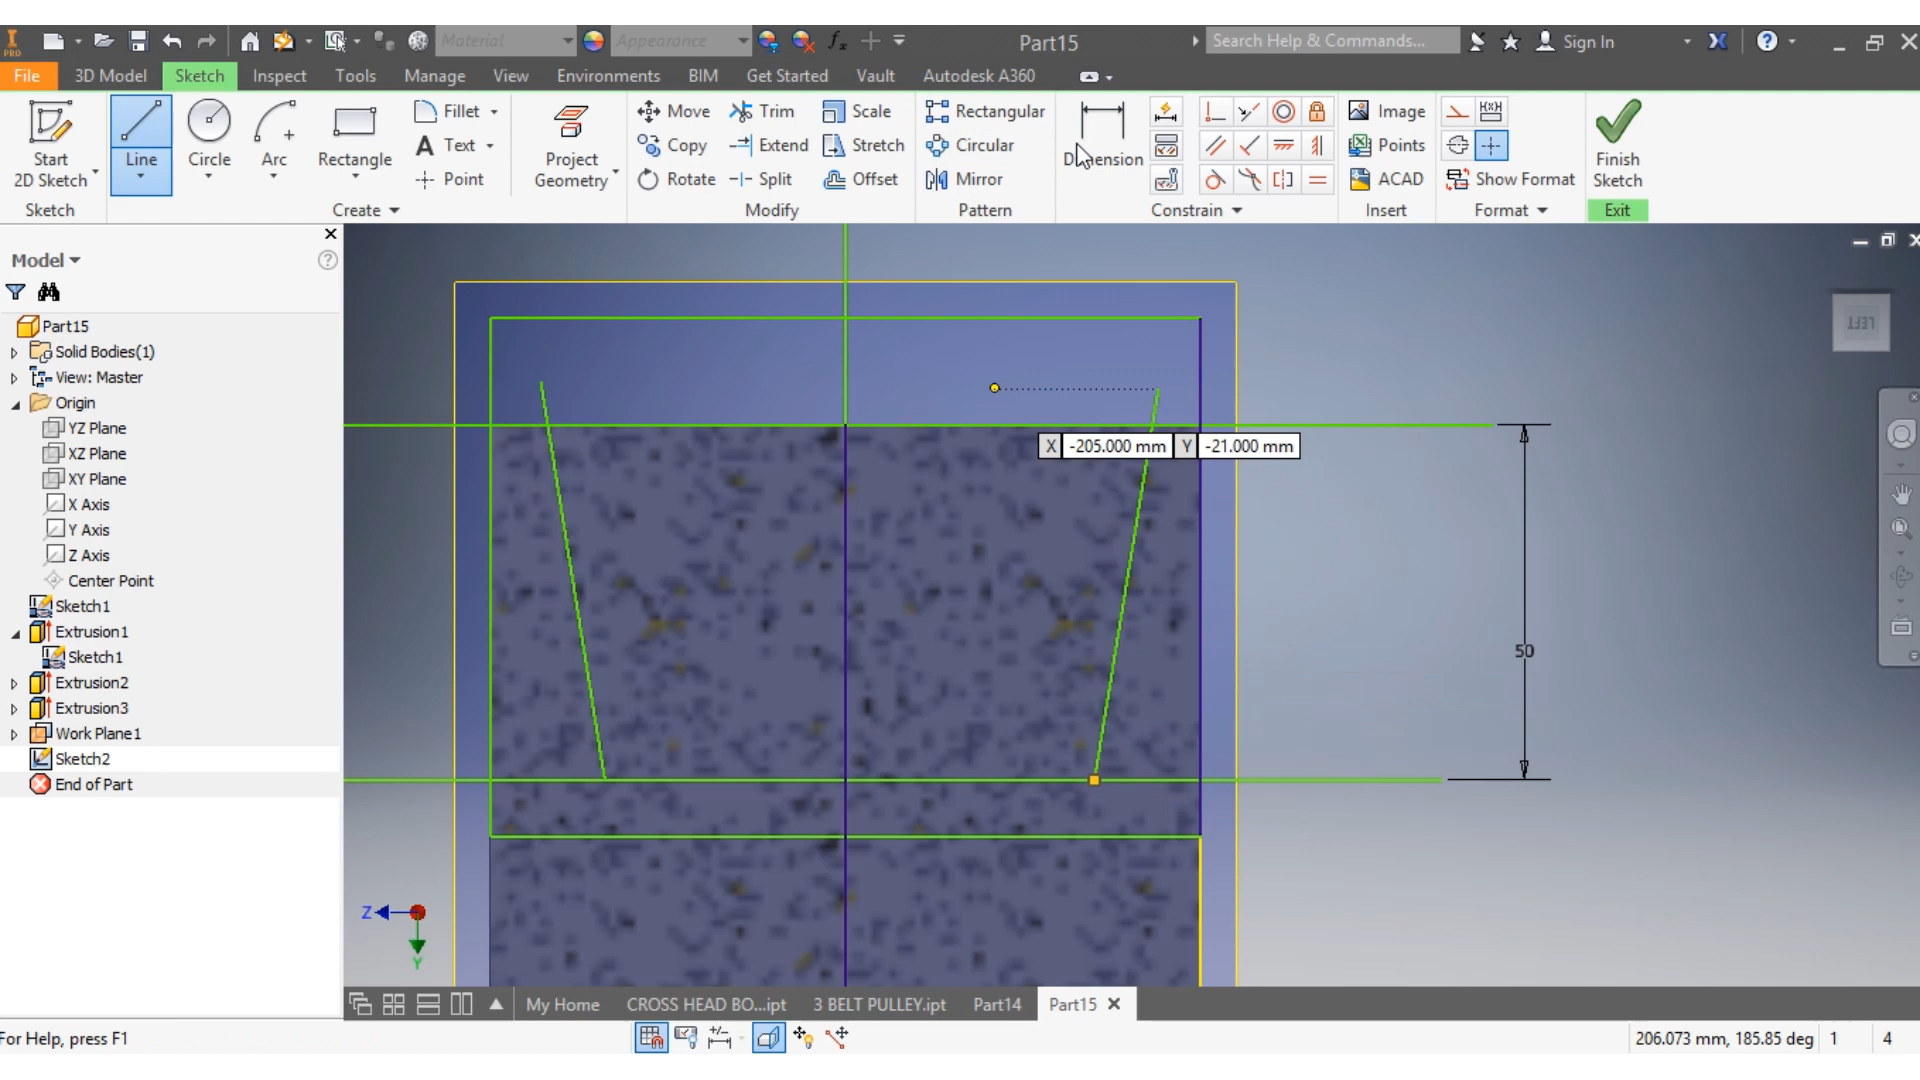 PRO
Material
Appearance
fx
Part15
Search Help & Commands...
Sign In
File
3D Model
Sketch
Inspect
Tools
Manage
View
Environments
BIM
Get Started
Vault
Autodesk A360
Start
2D Sketch
Line
Circle
Arc
Rectangle
Fillet
Text
Point
Project
Geometry
Move
Copy
Rotate
Trim
Extend
Split
Scale
Stretch
Offset
Rectangular
Circular
Mirror
Dimension
Image
Points
ACAD
Show Format
Finish
Sketch
Sketch
Create
Modify
Pattern
Constrain
Insert
Format
Exit
Model
Part15
Solid Bodies(1)
View: Master
Origin
YZ Plane
XZ Plane
XY Plane
X Axis
Y Axis
Z Axis
Center Point
Sketch1
Extrusion1
Sketch1
Extrusion2
Extrusion3
Work Plane1
Sketch2
End of Part
LEFT
X -205.000 mm Y -21.000 mm
50
Z
Y
My Home
CROSS HEAD BO...ipt
3 BELT PULLEY.ipt
Part14
Part15
For Help, press F1
206.073 mm, 185.85 deg 1 4